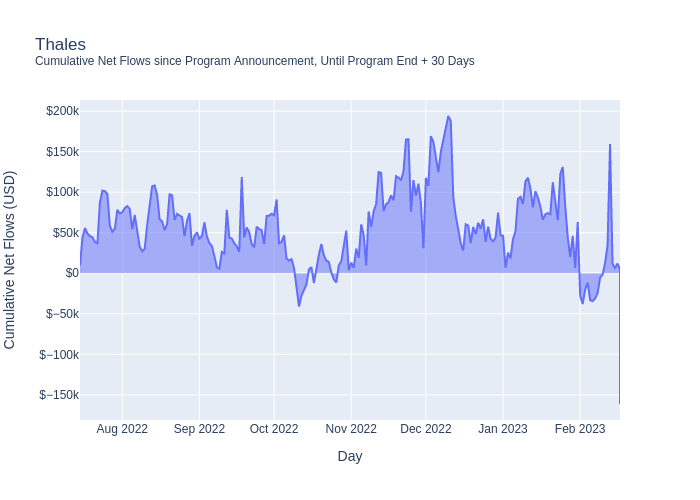 Thales
Cumulative Net Flows since Program Announcement, Until Program End + 30 Days
Cumulative Net Flows (USD)
$200k
$150k
$100k
$50k
$0
$−50k
$−100k
$−150k
Aug 2022
Sep 2022
Oct 2022
Nov 2022
Dec 2022
Jan 2023
Feb 2023
Day